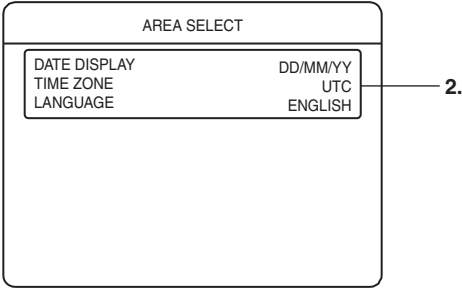 AREA SELECT
DATE DISPLAY DD/MM/YY
TIME ZONE UTC
LANGUAGE ENGLISH
2.